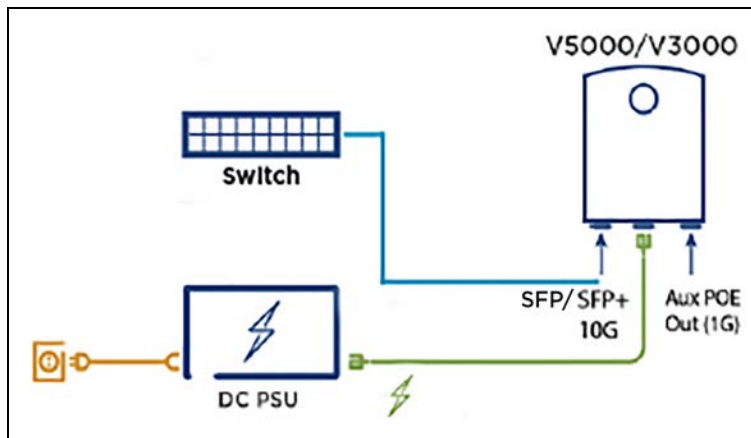 V5000/V3000
Switch
SFP/SFP+
10G
Aux POE
Out (1G)
DC PSU